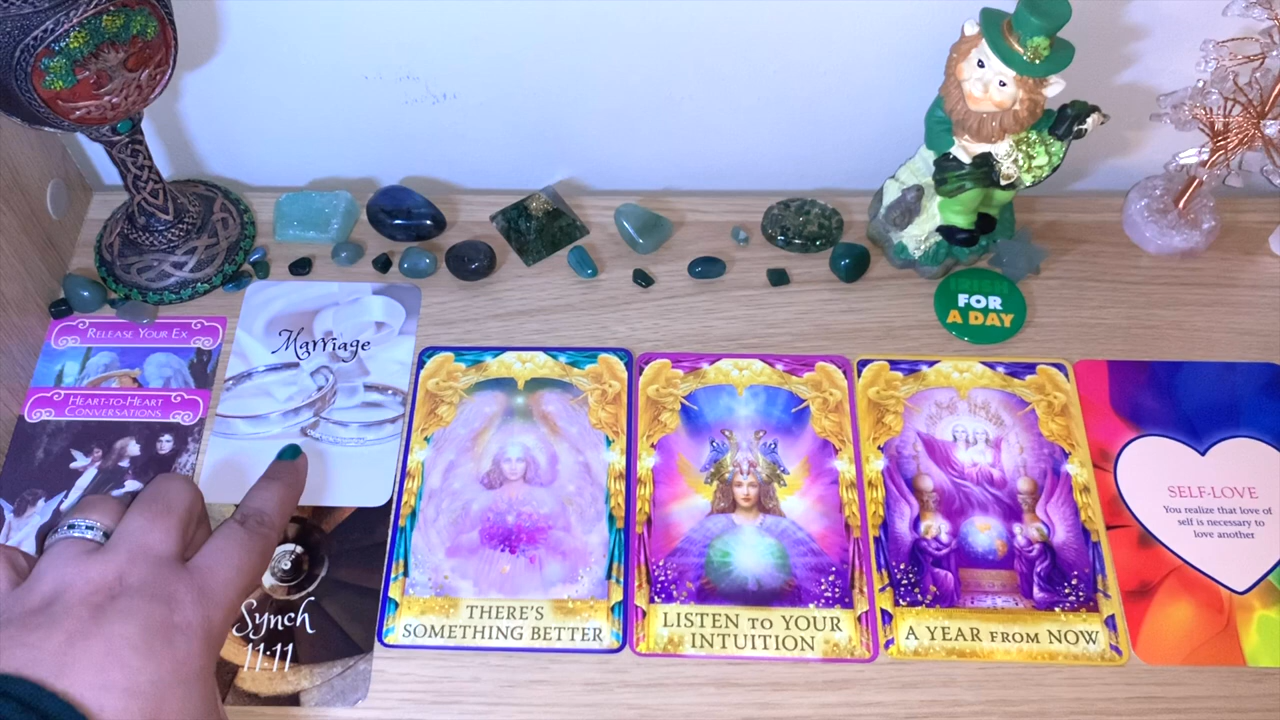 IRISH
FOR
A DAY
RELEASE YOUR EX
HEART-TO-HEART
CONVERSATIONS
Marriage
Synch
11:11
THERE'S
SOMETHING BETTER
LISTEN TO YOUR
INTUITION
A YEAR FROM NOW
SELF-LOVE
You realize that love of
self is necessary to
love another